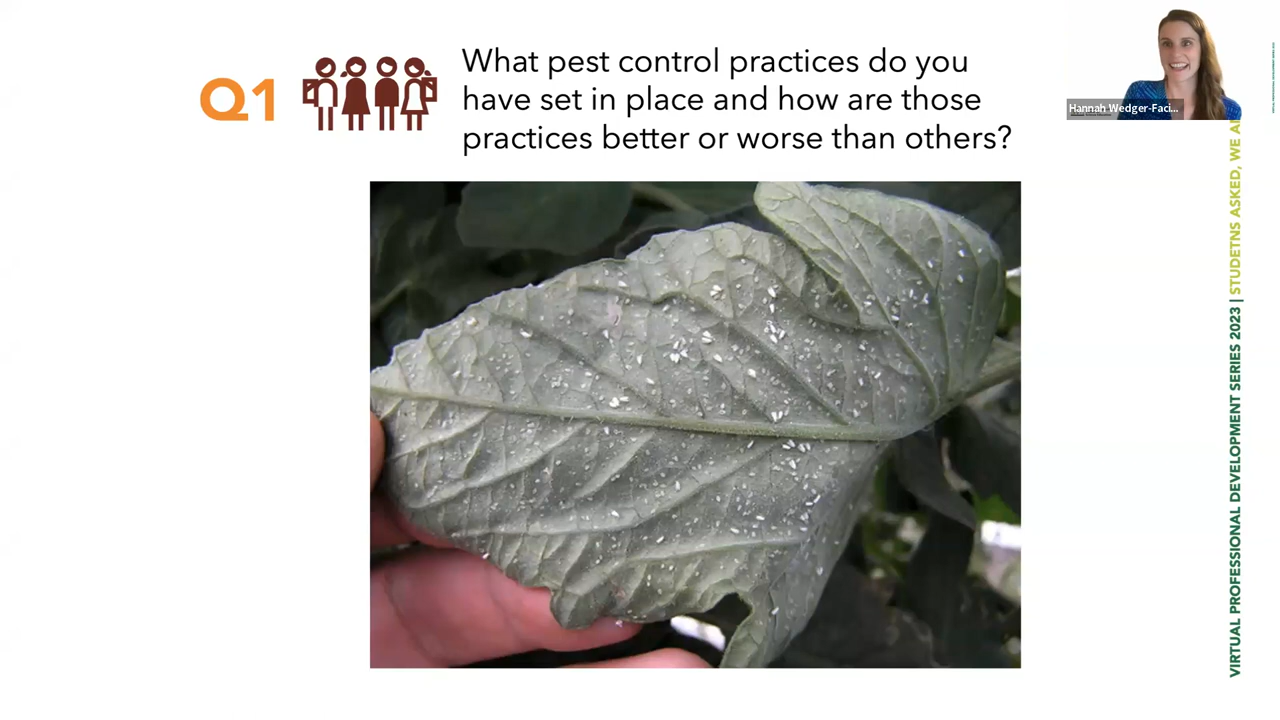 Q1
What pest control practices do you
have set in place and how are those
practices better or worse than others?
Hannah Wedger-Faci...
VIRTUAL PROFESSIONAL DEVELOPMENT SERIES 2023 | STUDETNS ASKED, WE A